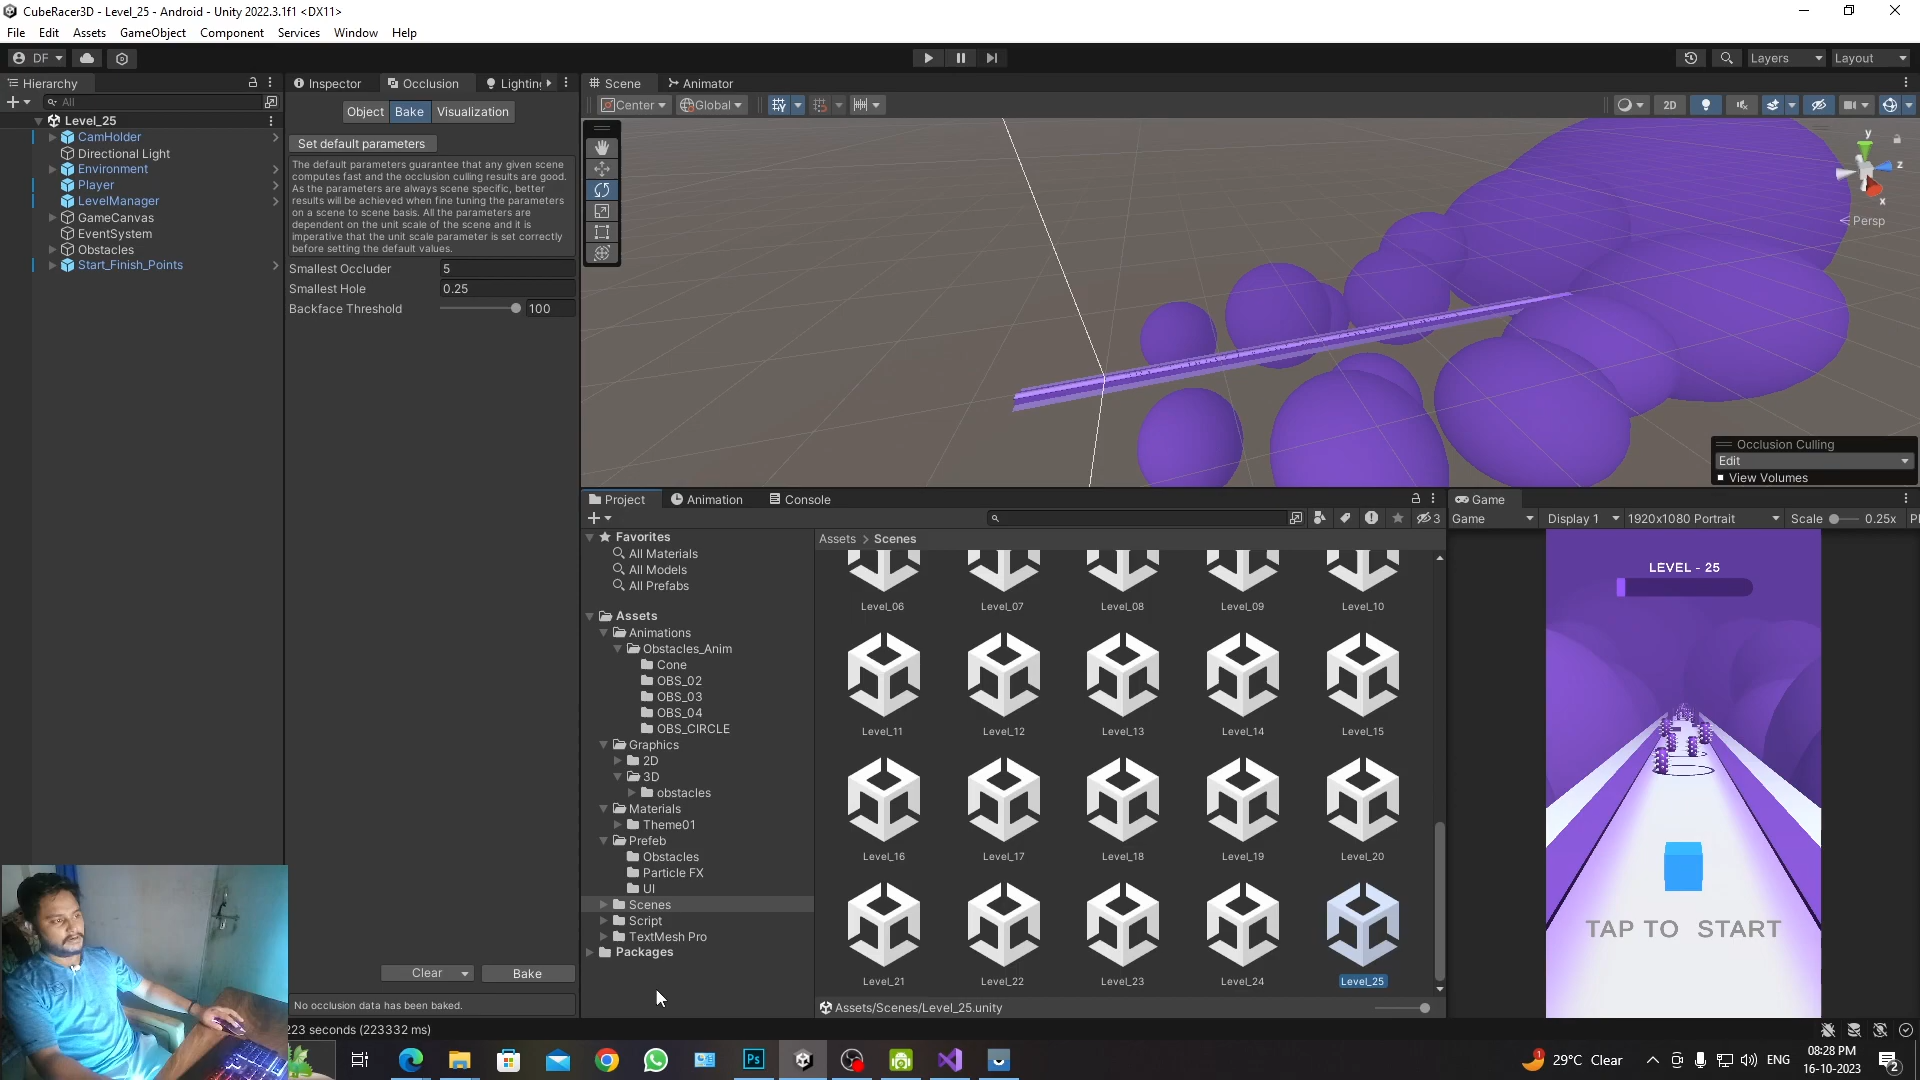 CubeRacer3D - Level_25 - Android - Unity 2022.3.1f1 <DX11>
File Edit Assets GameObject Component Services Window Help
DF
Layers Layout
Hierarchy
All
Level_25
CamHolder
Directional Light
Environment
Player
LevelManager
GameCanvas
EventSystem
Obstacles
Start_Finish_Points
Inspector Occlusion Lighting
Object Bake Visualization
Set default parameters
The default parameters guarantee that any given scene
computes fast and the occlusion culling results are good.
As the parameters are always scene specific, better
results will be achieved when fine tuning the parameters
on a scene to scene basis. All the parameters are
dependent on the unit scale of the scene and it is
imperative that the unit scale parameter is set correctly
before setting the default values.
Smallest Occluder 5
Smallest Hole 0.25
Backface Threshold 100
Clear Bake
No occlusion data has been baked.
223 seconds (223332 ms)
Scene Animator
Center Global
2D
y
z
x
Persp
Occlusion Culling
Edit
View Volumes
Project Animation Console
3
Favorites
All Materials
All Models
All Prefabs
Assets
Animations
Obstacles_Anim
Cone
OBS_02
OBS_03
OBS_04
OBS_CIRCLE
Graphics
2D
3D
obstacles
Materials
Theme01
Prefeb
Obstacles
Particle FX
UI
Scenes
Script
TextMesh Pro
Packages
Assets > Scenes
Level_06 Level_07 Level_08 Level_09 Level_10
Level_11 Level_12 Level_13 Level_14 Level_15
Level_16 Level_17 Level_18 Level_19 Level_20
Level_21 Level_22 Level_23 Level_24 Level_25
Assets/Scenes/Level_25.unity
Game
Game Display 1 1920x1080 Portrait Scale 0.25x Pl
LEVEL - 25
TAP TO START
Ps
1
29°C Clear
ENG
08:28 PM
16-10-2023
2